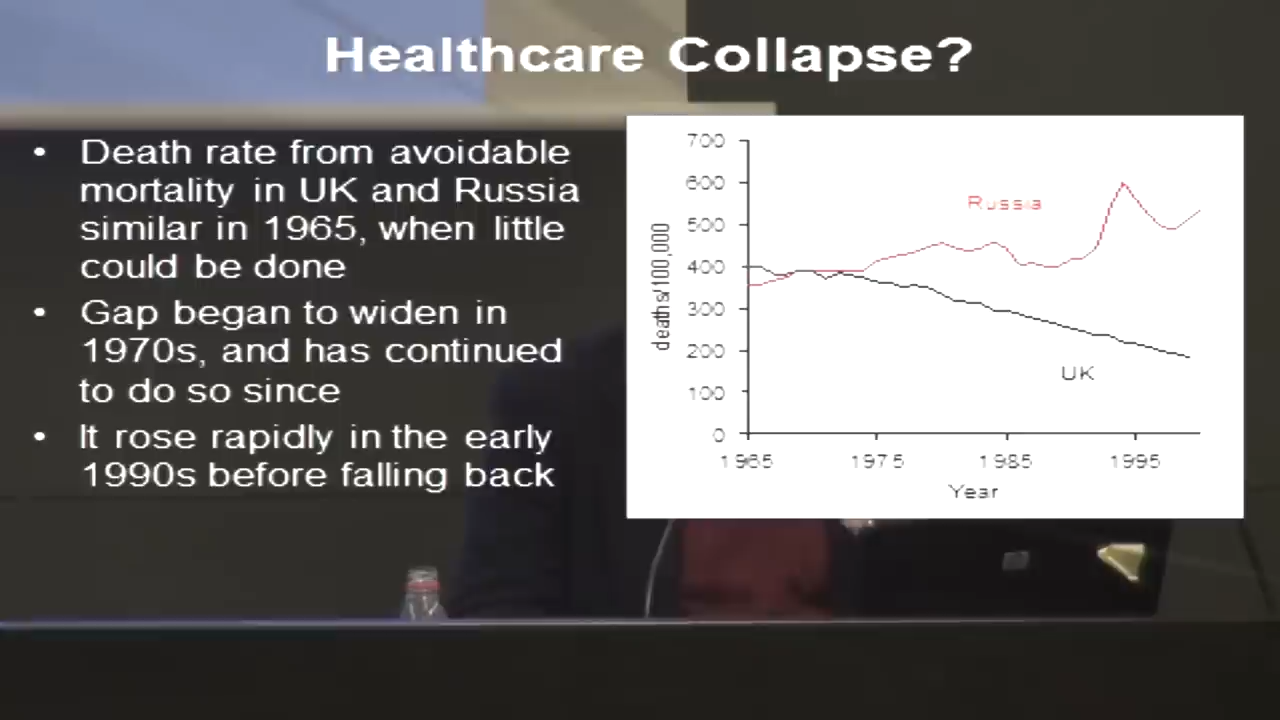 Healthcare Collapse?
• Death rate from avoidable
mortality in UK and Russia
similar in 1965, when little
could be done
• Gap began to widen in
1970s, and has continued
to do so since
• It rose rapidly in the early
1990s before falling back
700
600
500
400
300
200
100
0
deaths/100,000
Russia
UK
1965
1975
1985
1995
Year